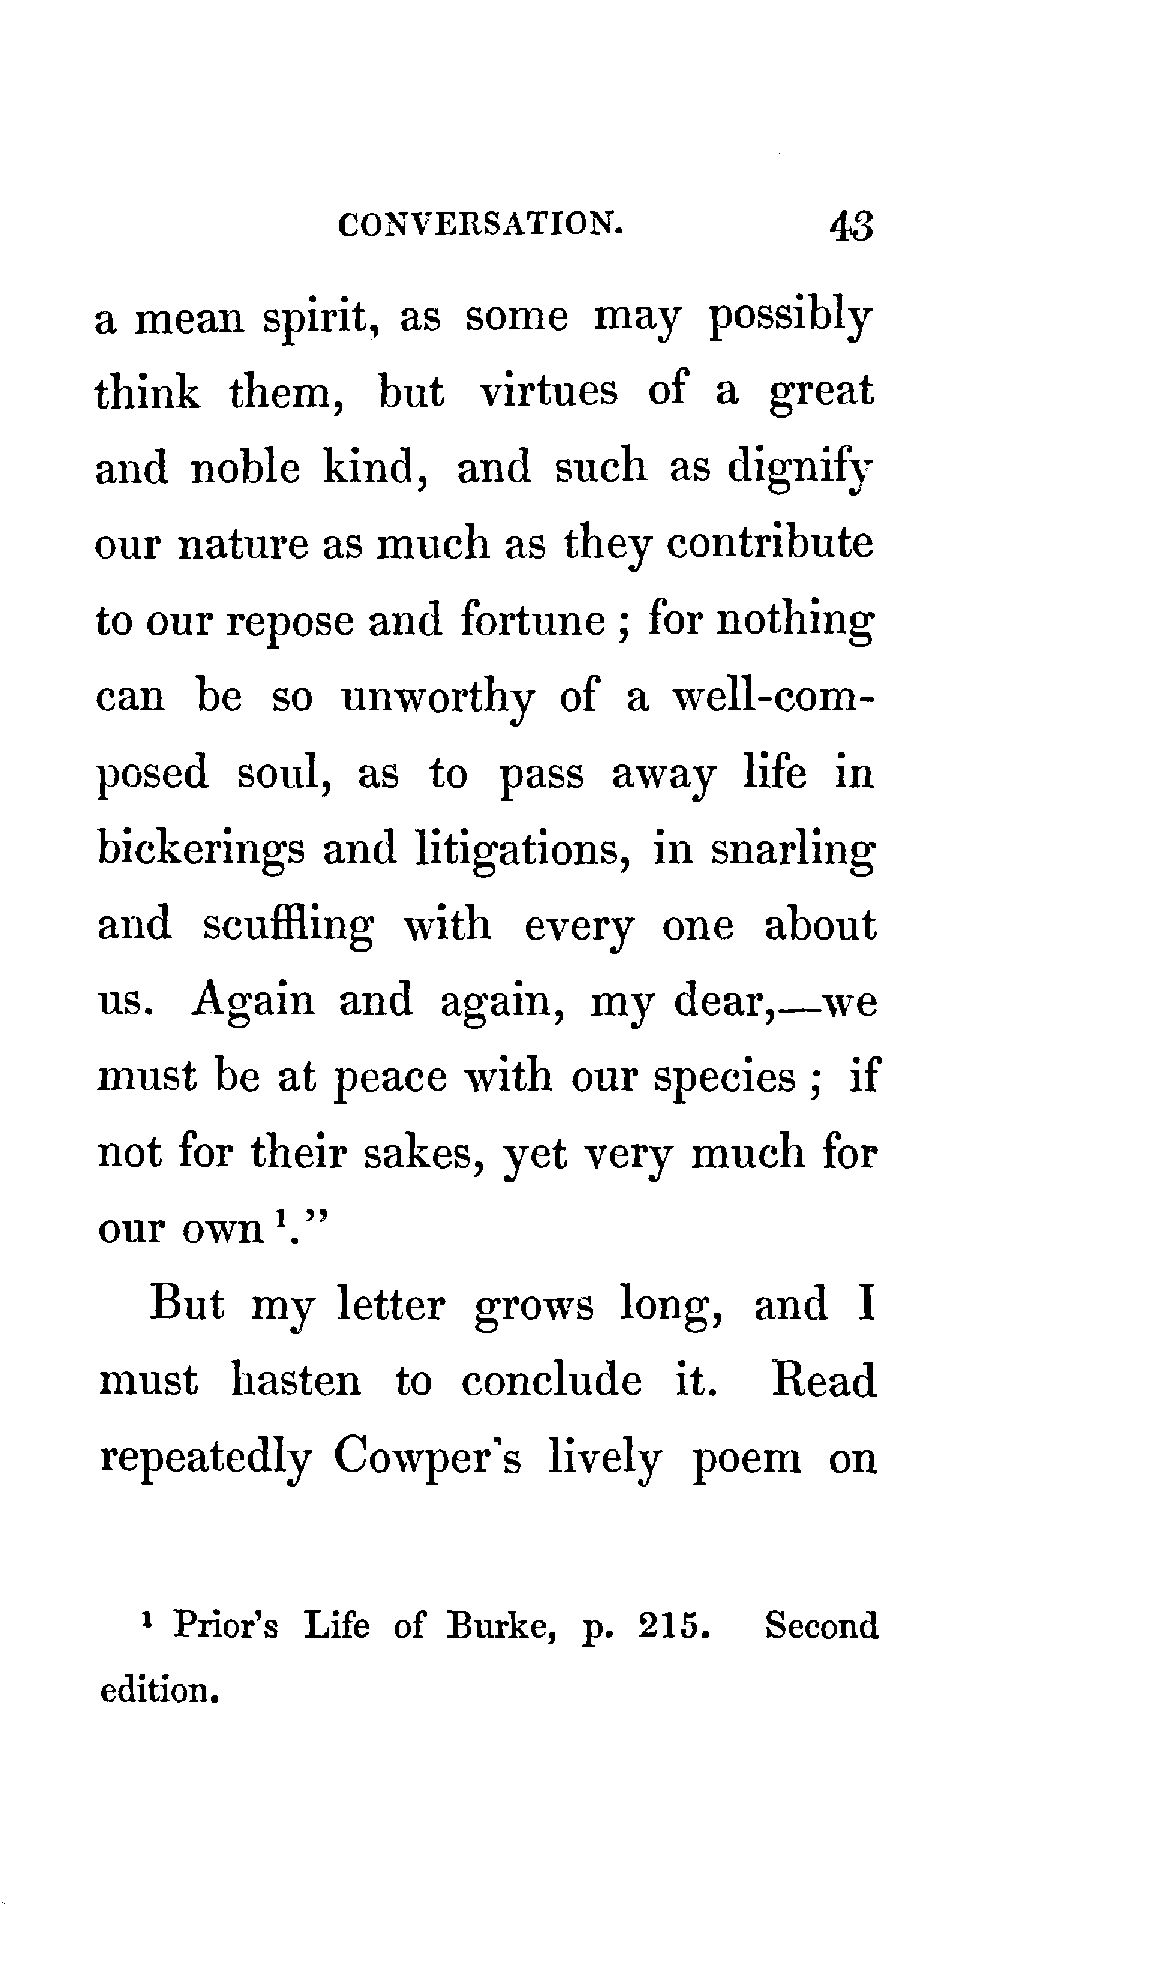 CONVERSATION. 43
a mean spirit, as some may possibly
think them, but virtues of a great
and noble kind, and such as dignify
our nature as much as they contribute
to our repose and fortune ; for nothing
can be so unworthy of a well-com-
posed soul, as to pass away life in
bickerings and litigations, in snarling
and scuffling with every one about
us. Again and again, my dear,—we
must be at peace with our species ; if
not for their sakes, yet very much for
our own ¹."
But my letter grows long, and I
must hasten to conclude it. Read
repeatedly Cowper's lively poem on
¹ Prior's Life of Burke, p. 215. Second
edition.